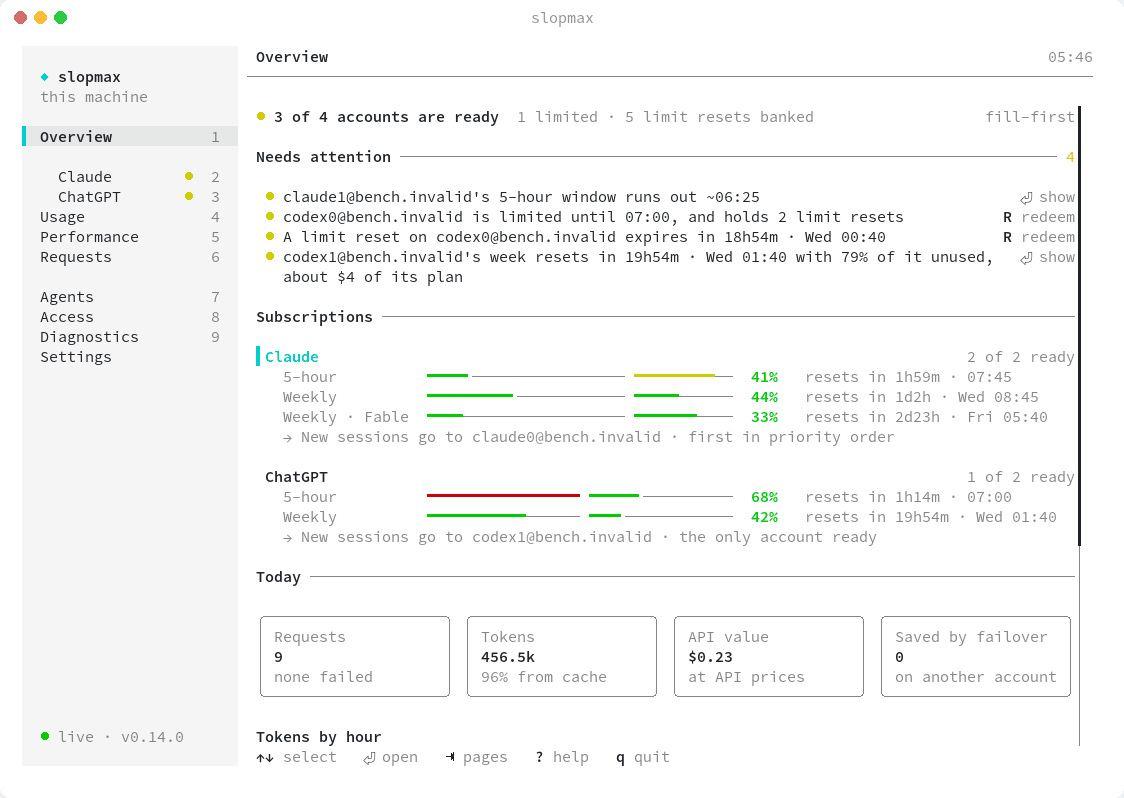 slopmax
◆ slopmax
this machine
Overview 1
Claude ● 2
ChatGPT ● 3
Usage 4
Performance 5
Requests 6
Agents 7
Access 8
Diagnostics 9
Settings
● live · v0.14.0
Overview 05:46
● 3 of 4 accounts are ready 1 limited · 5 limit resets banked fill-first
Needs attention 4
● claude1@bench.invalid's 5-hour window runs out ~06:25 ⏎ show
● codex0@bench.invalid is limited until 07:00, and holds 2 limit resets R redeem
● A limit reset on codex0@bench.invalid expires in 18h54m · Wed 00:40 R redeem
● codex1@bench.invalid's week resets in 19h54m · Wed 01:40 with 79% of it unused, ⏎ show
about $4 of its plan
Subscriptions
Claude 2 of 2 ready
5-hour 41% resets in 1h59m · 07:45
Weekly 44% resets in 1d2h · Wed 08:45
Weekly · Fable 33% resets in 2d23h · Fri 05:40
→ New sessions go to claude0@bench.invalid · first in priority order
ChatGPT 1 of 2 ready
5-hour 68% resets in 1h14m · 07:00
Weekly 42% resets in 19h54m · Wed 01:40
→ New sessions go to codex1@bench.invalid · the only account ready
Today
Requests
9
none failed
Tokens
456.5k
96% from cache
API value
$0.23
at API prices
Saved by failover
0
on another account
Tokens by hour
↑↓ select ⏎ open ⇥ pages ? help q quit